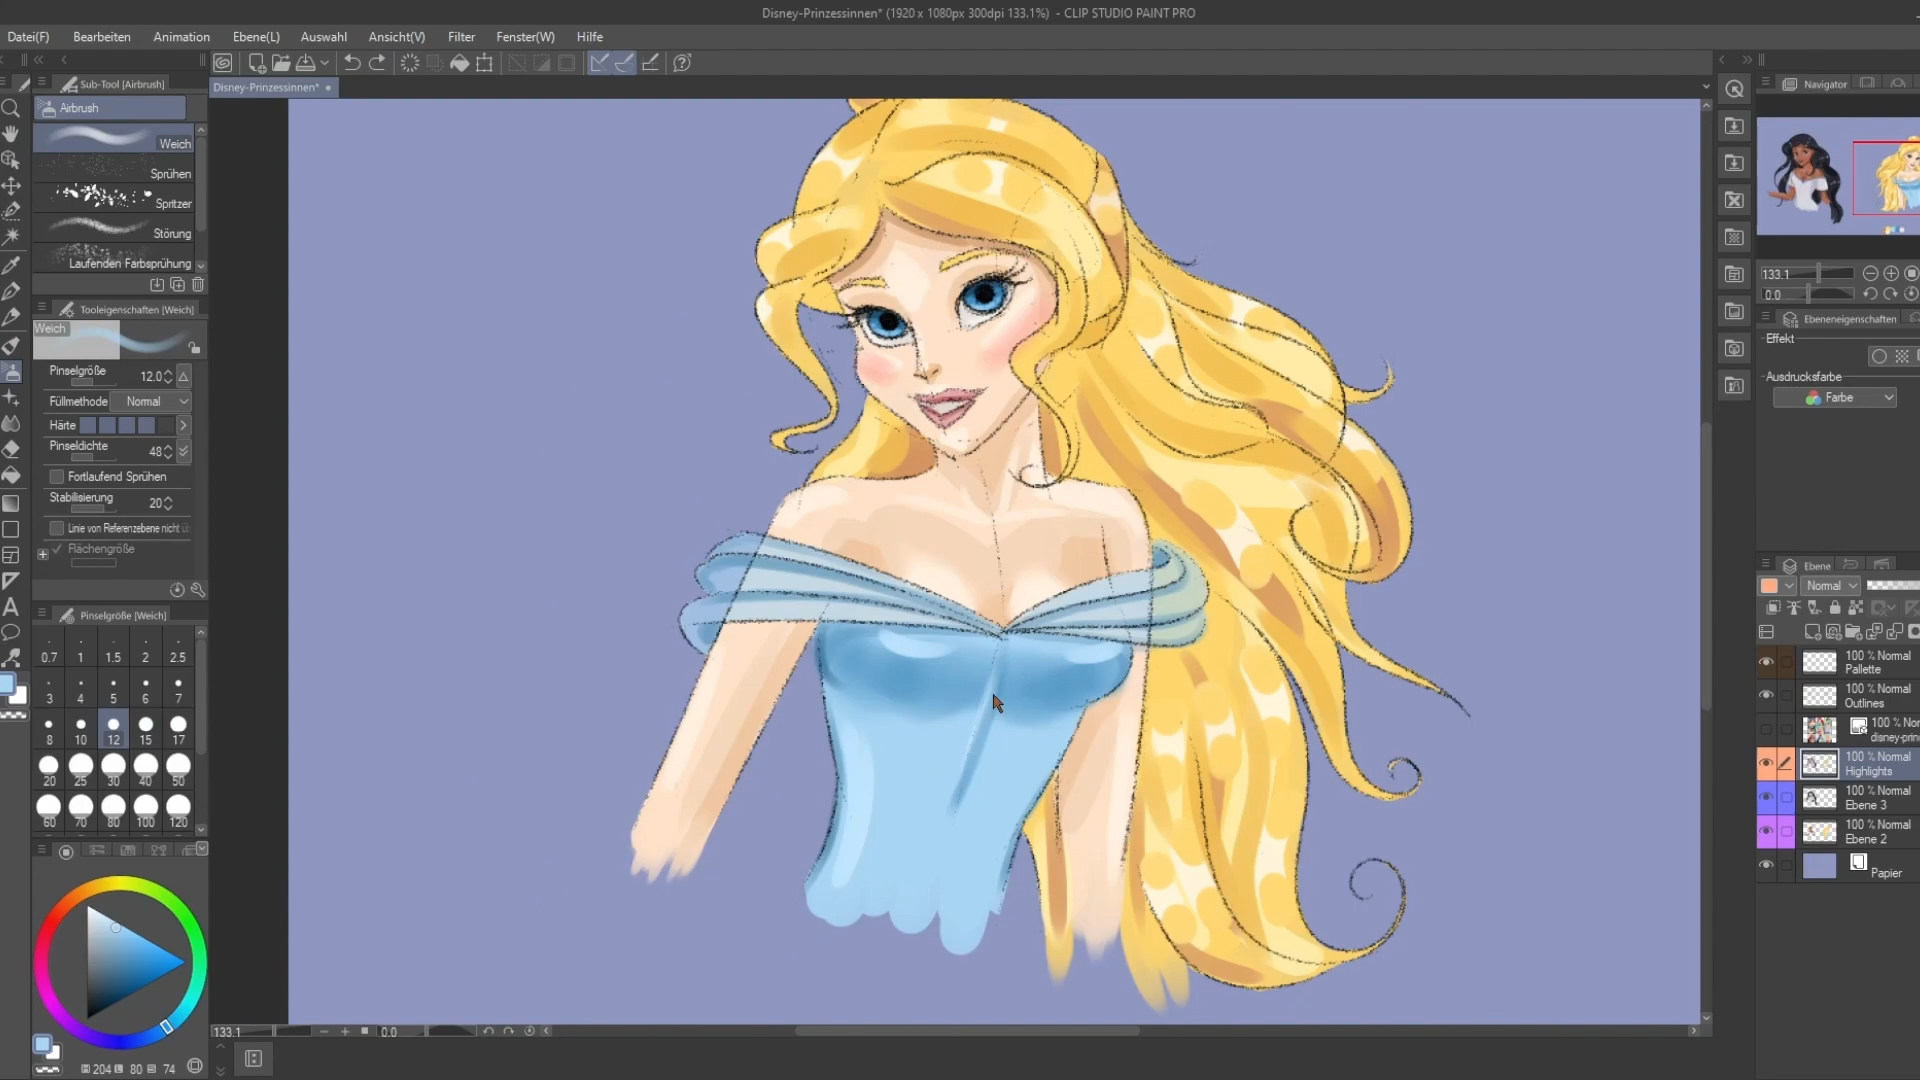 Disney-Prinzessinnen* (1920 x 1080px 300dpi 133.1%) - CLIP STUDIO PAINT PRO
Datei(F) Bearbeiten Animation Ebene(L) Auswahl Ansicht(V) Filter Fenster(W) Hilfe
Sub-Tool [Airbrush]
Disney-Prinzessinnen*
Airbrush
Weich
Sprühen
Spritzer
Störung
Laufenden Farbsprühung
Tooleigenschaften [Weich]
Weich
Pinselgröße 12.0
Füllmethode Normal
Härte
Pinseldichte 48
Fortlaufend Sprühen
Stabilisierung 20
Linie von Referenzebene nicht ü
Flächengröße
Pinselgröße [Weich]
0.7 1 1.5 2 2.5
3 4 5 6 7
8 10 12 15 17
20 25 30 40 50
60 70 80 100 120
204 80 74
133.1 0.0
Navigator
133.1
0.0
Ebeneneigenschaften
Effekt
Ausdrucksfarbe
Farbe
Ebene
Normal
100 % Normal
Pallette
100 % Normal
Outlines
100 % Nor
disney-prin
100 % Normal
Highlights
100 % Normal
Ebene 3
100 % Normal
Ebene 2
Papier